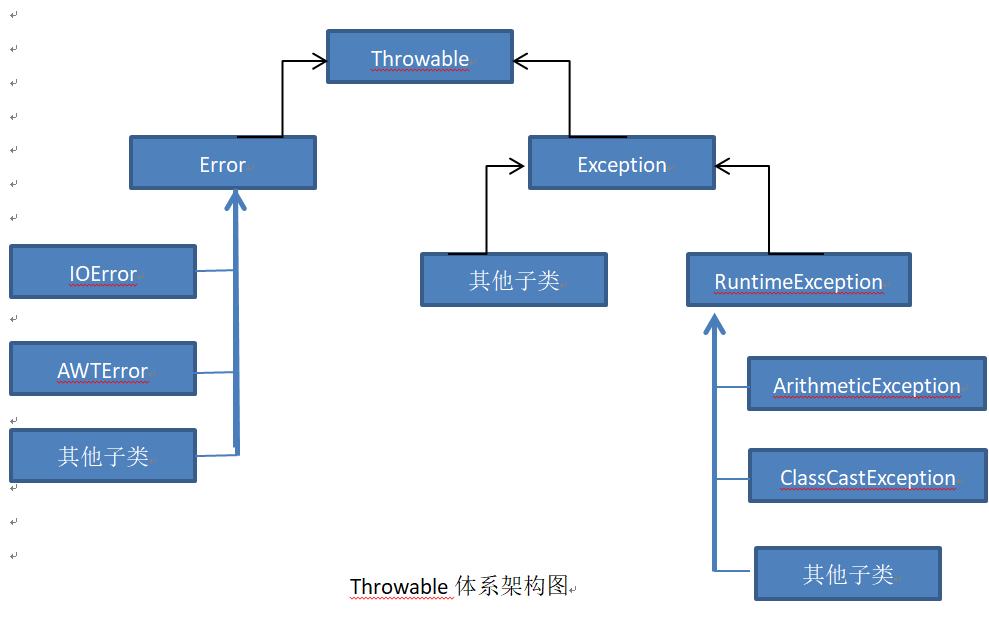 Throwable
Error
Exception
IOError
其他子类
RuntimeException
AWTError
ArithmeticException
其他子类
ClassCastException
其他子类
Throwable 体系架构图